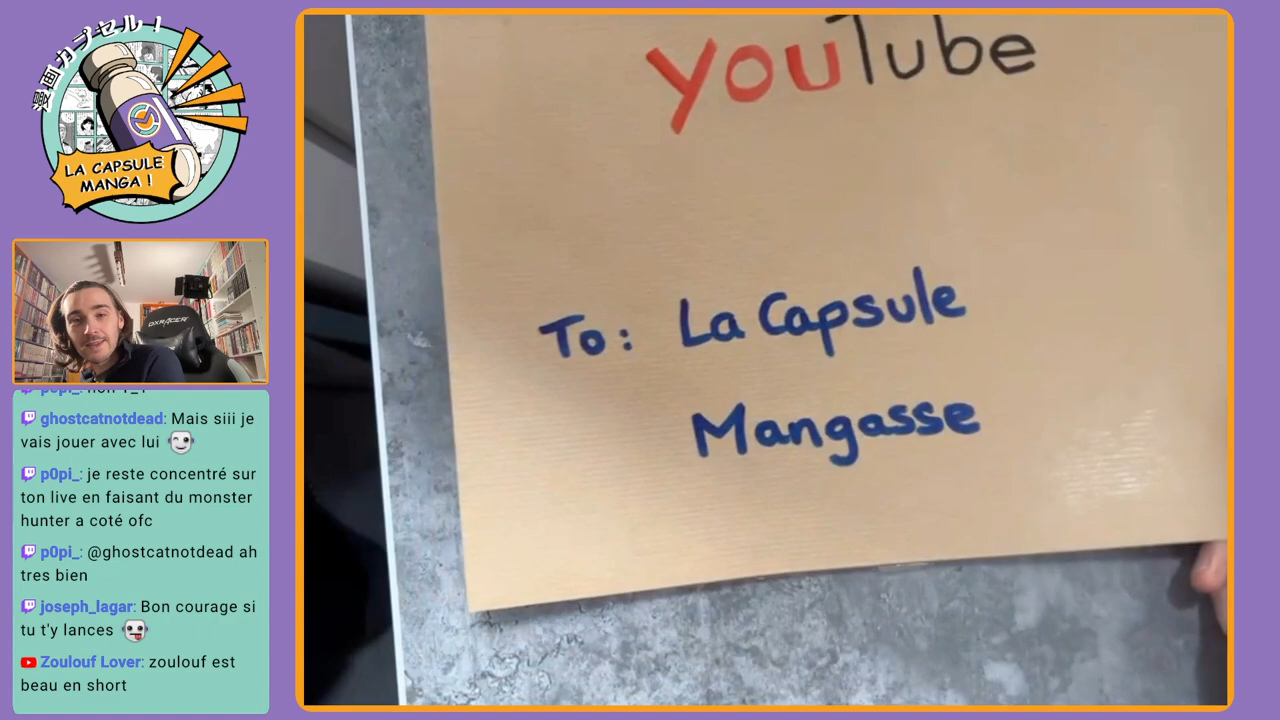 漫画カプセル!
LA CAPSULE
MANGA !
DXRACER
ghostcatnotdead: Mais siii je
vais jouer avec lui
p0pi_: je reste concentré sur
ton live en faisant du monster
hunter a coté ofc
p0pi_: @ghostcatnotdead ah
tres bien
joseph_lagar: Bon courage si
tu t'y lances
Zoulouf Lover: zoulouf est
beau en short
YouTube
To: La Capsule
Mangasse